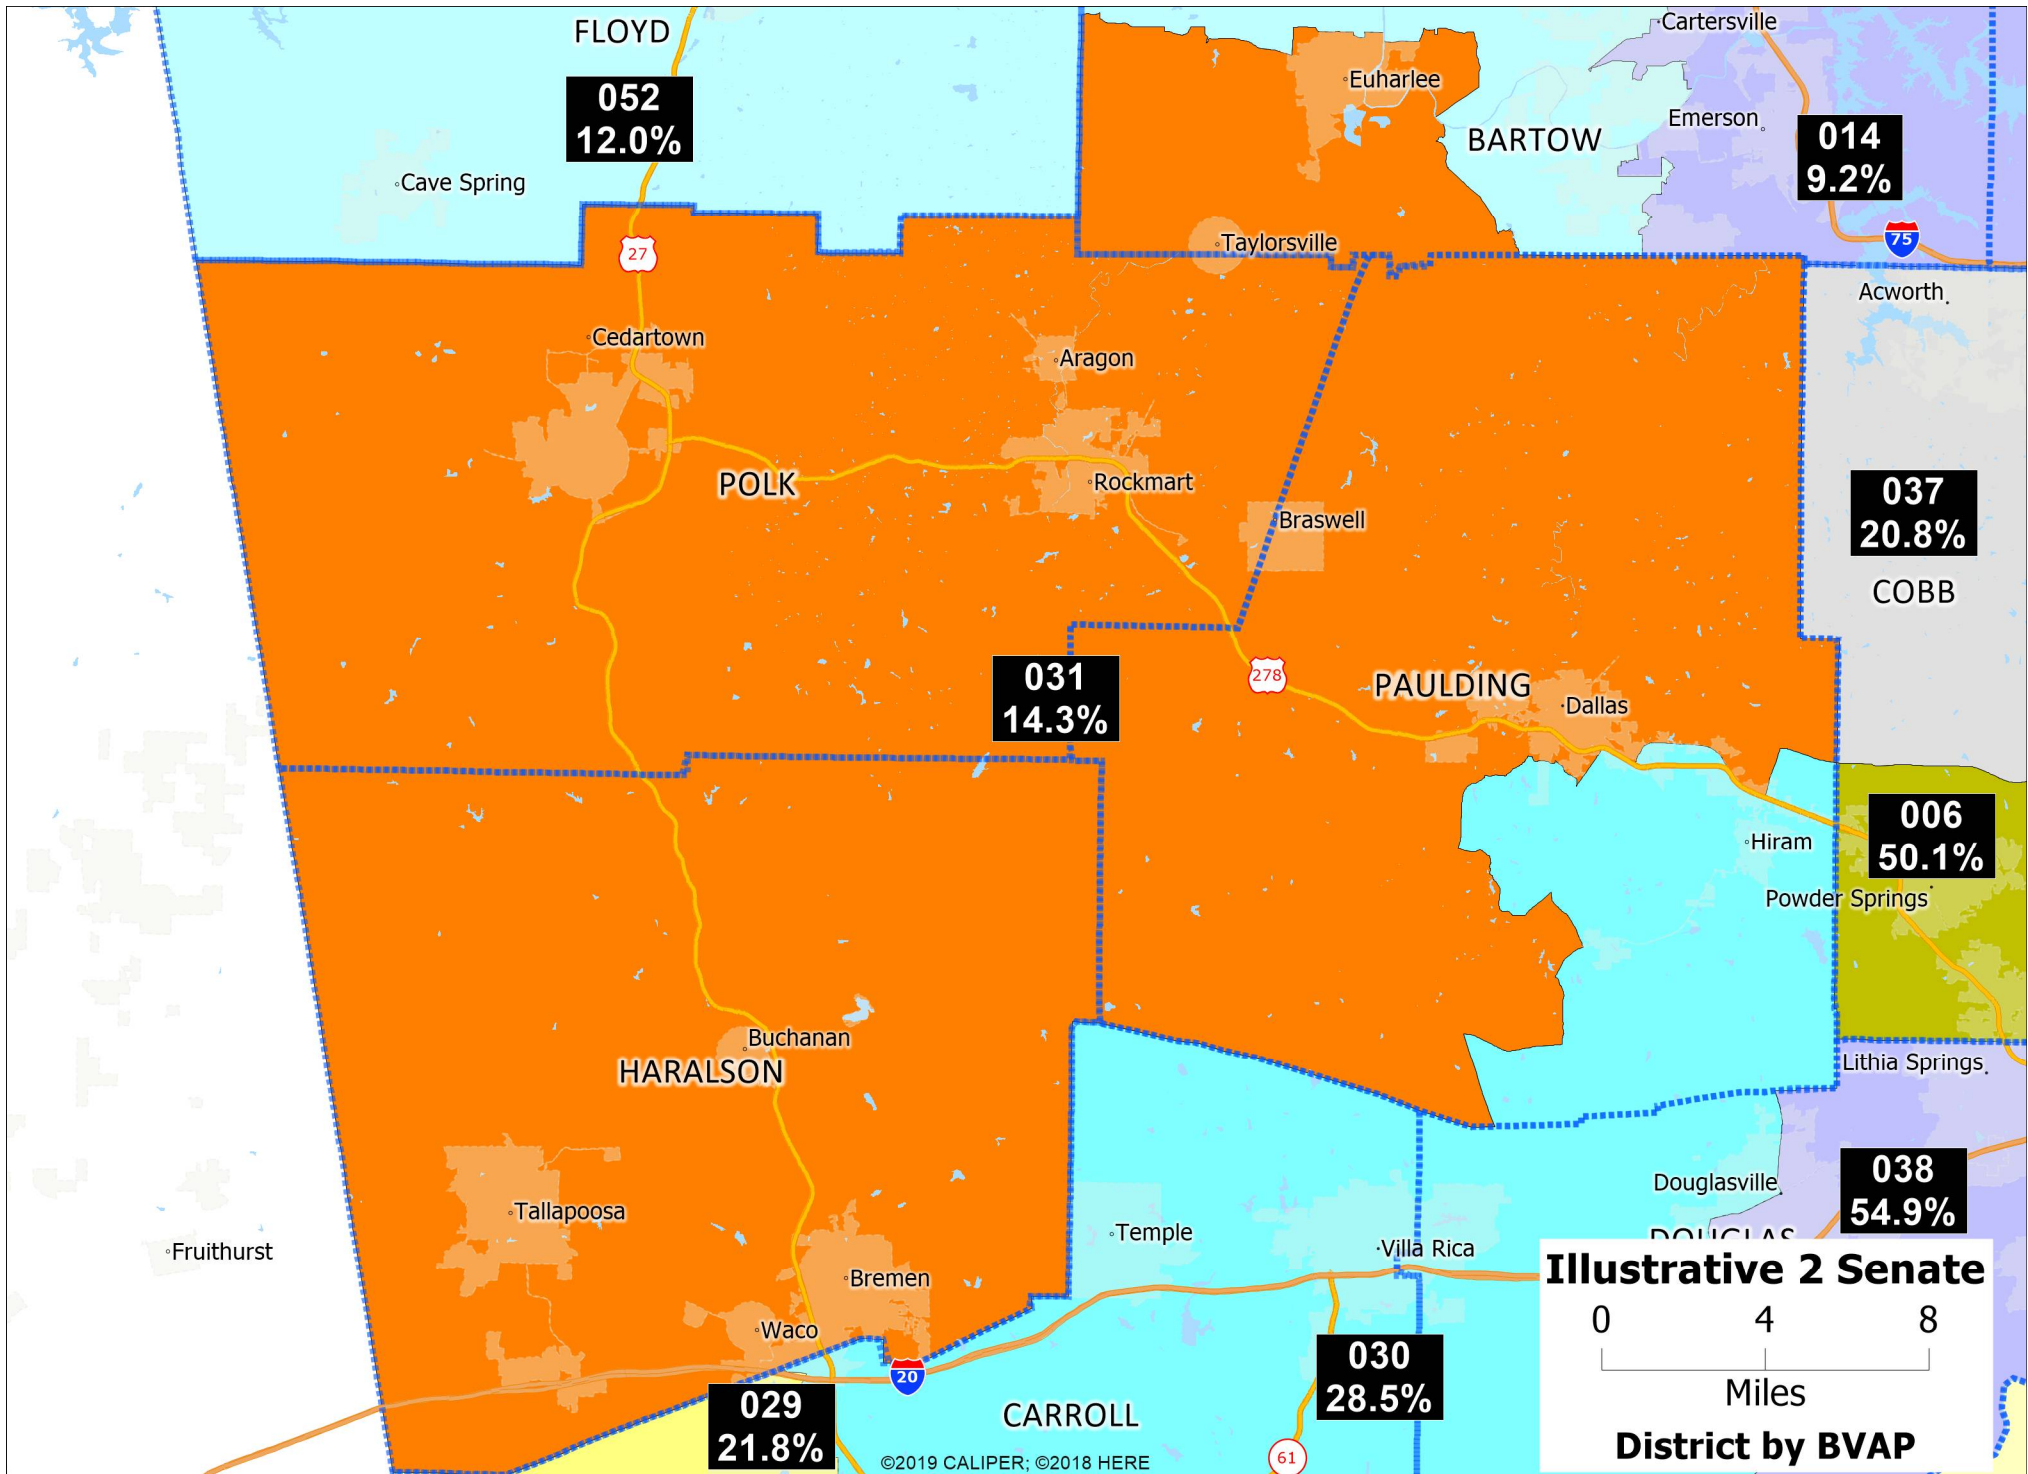 FLOYD
Cartersville
052
12.0%
Euharlee
Emerson
BARTOW
014
9.2%
Cave Spring
Taylorsville
75
27
Acworth
Cedartown
Aragon
POLK
Rockmart
037
20.8%
Braswell
COBB
031
14.3%
278
PAULDING
Dallas
006
50.1%
Hiram
Powder Springs
Buchanan
HARALSON
Lithia Springs
038
54.9%
Douglasville
Tallapoosa
Temple
Villa Rica
DOUGLAS
Fruithurst
Bremen
Waco
Illustrative 2 Senate
0 4 8
Miles
District by BVAP
030
28.5%
20
029
21.8%
CARROLL
61
©2019 CALIPER; ©2018 HERE